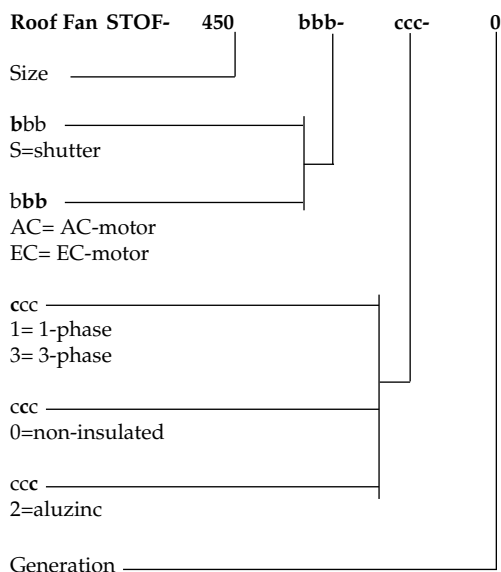 Roof Fan STOF- 450 bbb- ccc- 0
Size
bbb
S=shutter
bbb
AC= AC-motor
EC= EC-motor
ccc
1= 1-phase
3= 3-phase
ccc
0=non-insulated
ccc
2=aluzinc
Generation